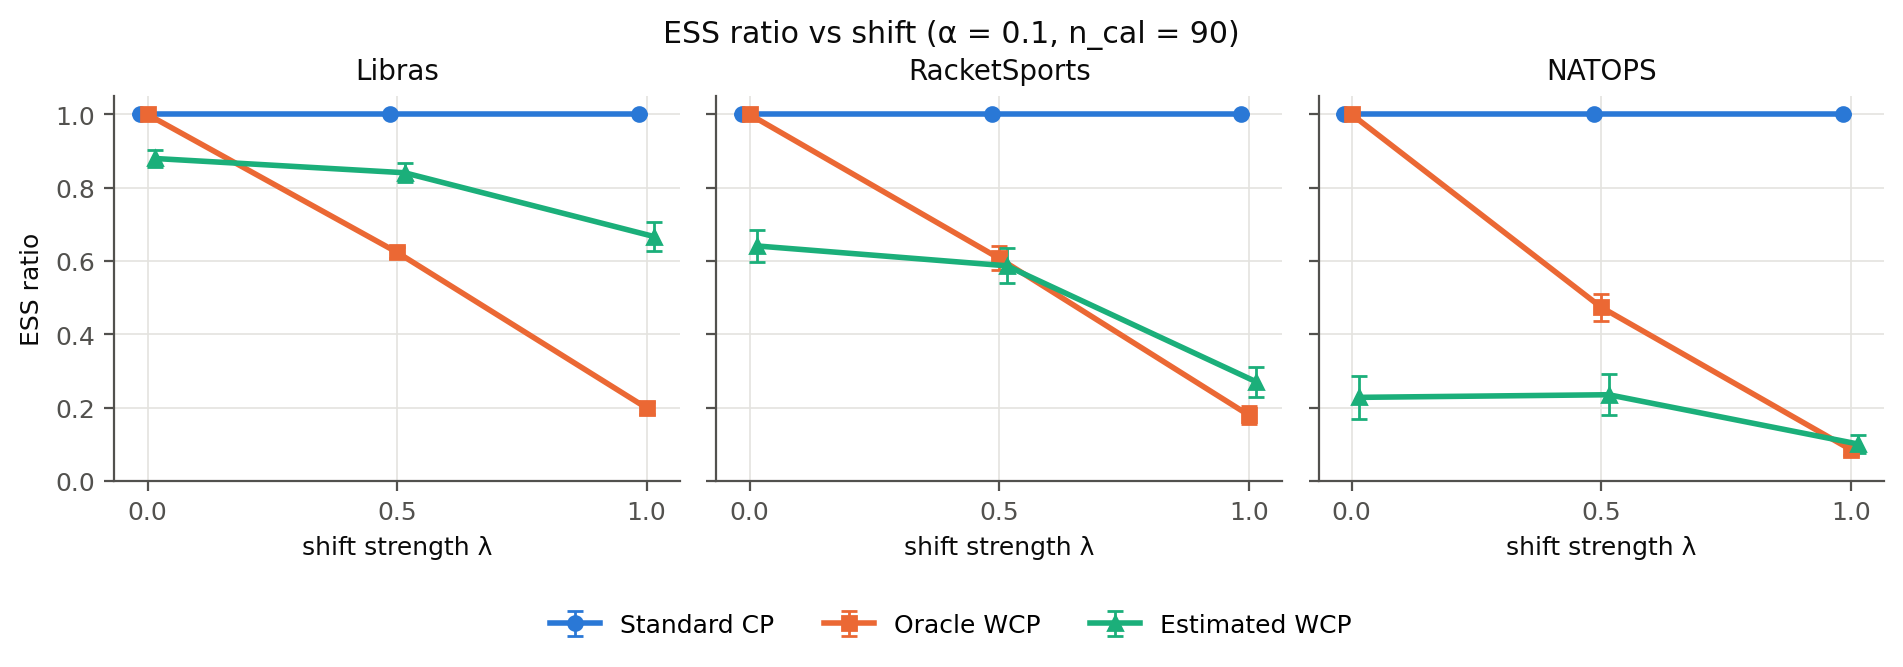 ESS ratio vs shift (α = 0.1, n_cal = 90)
Libras
RacketSports
NATOPS
ESS ratio
1.0
0.8
0.6
0.4
0.2
0.0
0.0 0.5 1.0
0.0 0.5 1.0
0.0 0.5 1.0
shift strength λ
shift strength λ
shift strength λ
Standard CP
Oracle WCP
Estimated WCP